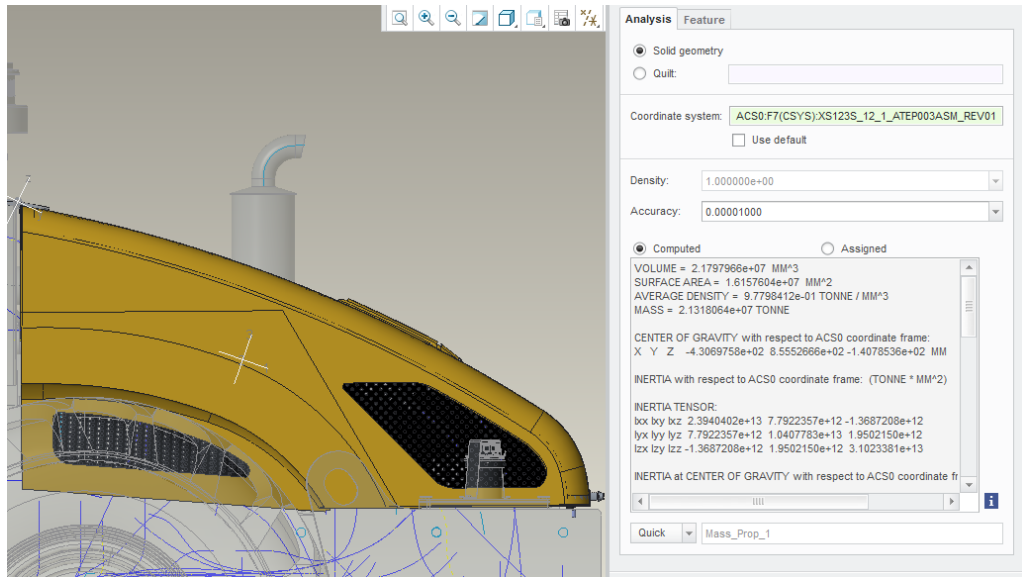 Analysis Feature
Solid geometry
Quilt:
Coordinate system: ACS0:F7(CSYS):XS123S_12_1_ATEP003ASM_REV01
Use default
Density: 1.000000e+00
Accuracy: 0.00001000
Computed Assigned
VOLUME = 2.1797966e+07 MM^3
SURFACE AREA = 1.6157604e+07 MM^2
AVERAGE DENSITY = 9.7798412e-01 TONNE / MM^3
MASS = 2.1318064e+07 TONNE
CENTER OF GRAVITY with respect to ACS0 coordinate frame:
X Y Z -4.3069758e+02 8.5552666e+02 -1.4078536e+02 MM
INERTIA with respect to ACS0 coordinate frame: (TONNE * MM^2)
INERTIA TENSOR:
Ixx Ixy Ixz 2.3940402e+13 7.7922357e+12 -1.3687208e+12
Iyx Iyy Iyz 7.7922357e+12 1.0407783e+13 1.9502150e+12
Izx Izy Izz -1.3687208e+12 1.9502150e+12 3.1023381e+13
INERTIA at CENTER OF GRAVITY with respect to ACS0 coordinate fr
Quick Mass_Prop_1